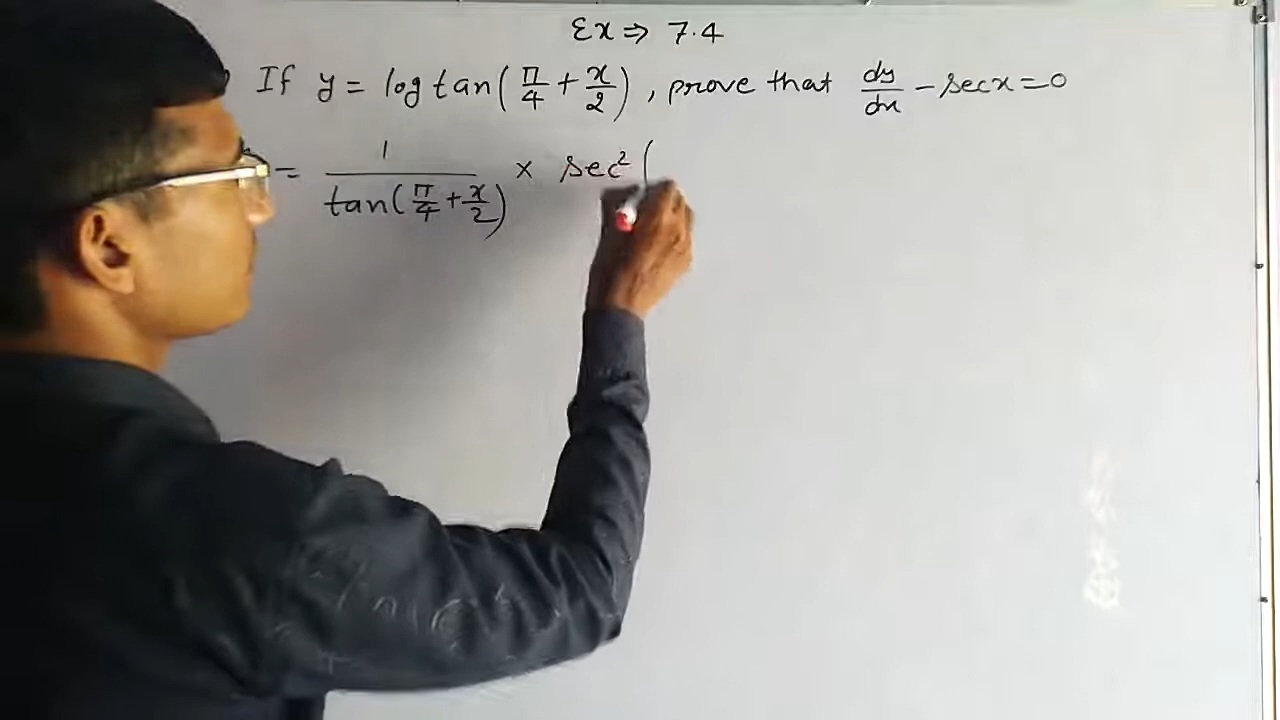 Ex ⇒ 7.4
If y = log tan(π/4 + x/2), prove that dy/dx - sec x = 0
= 1/tan(π/4 + x/2) × sec² (